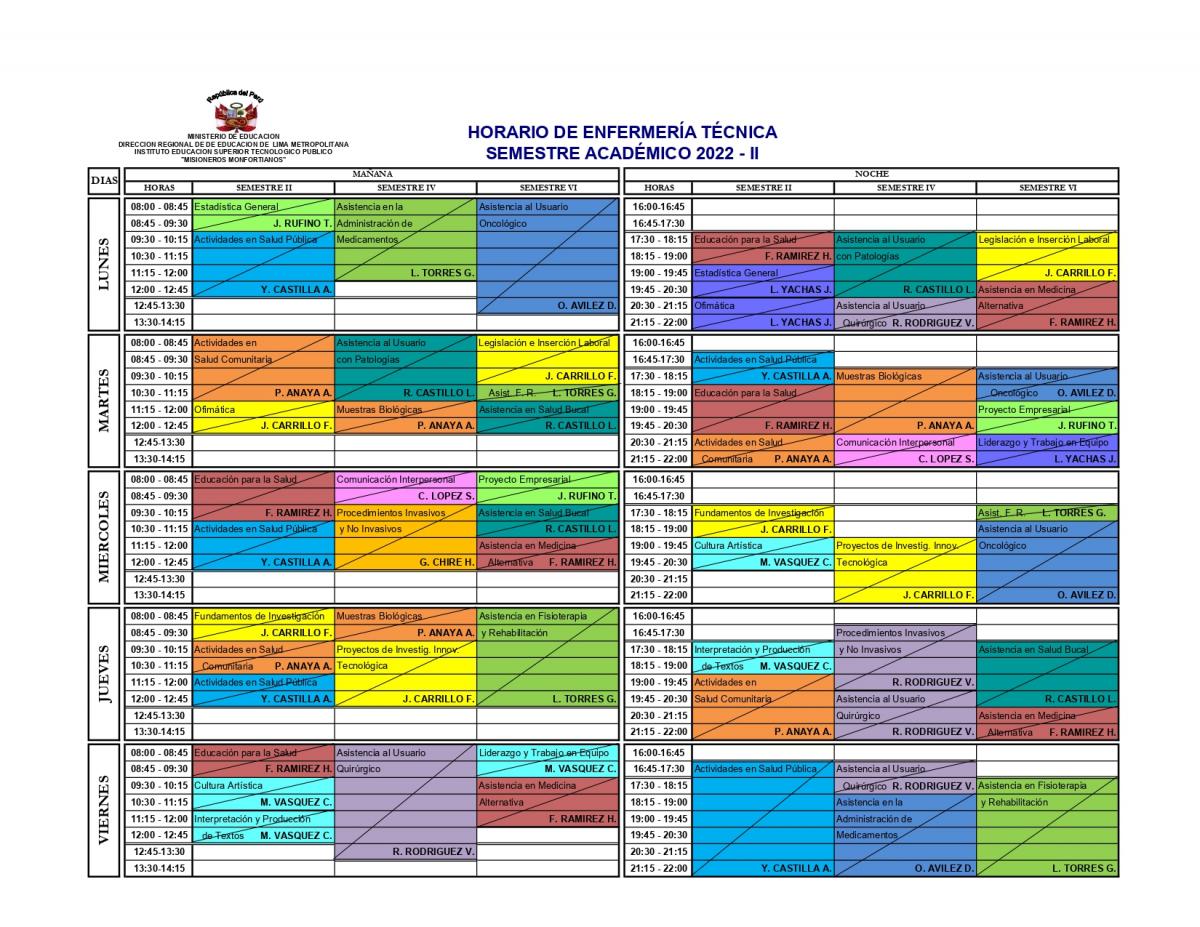 República del Perú
MINISTERIO DE EDUCACION
DIRECCION REGIONAL DE DE EDUCACION DE LIMA METROPOLITANA
INSTITUTO EDUCACION SUPERIOR TECNOLOGICO PUBLICO
"MISIONEROS MONFORTIANOS"
HORARIO DE ENFERMERÍA TÉCNICA
SEMESTRE ACADÉMICO 2022 - II
DIAS MAÑANA NOCHE
HORAS SEMESTRE II SEMESTRE IV SEMESTRE VI HORAS SEMESTRE II SEMESTRE IV SEMESTRE VI
LUNES
08:00 - 08:45 Estadística General Asistencia en la Asistencia al Usuario 16:00-16:45
08:45 - 09:30 J. RUFINO T. Administración de Oncológico 16:45-17:30
09:30 - 10:15 Actividades en Salud Pública Medicamentos 17:30 - 18:15 Educación para la Salud Asistencia al Usuario Legislación e Inserción Laboral
10:30 - 11:15 18:15 - 19:00 F. RAMIREZ H. con Patologías
11:15 - 12:00 L. TORRES G. 19:00 - 19:45 Estadística General J. CARRILLO F.
12:00 - 12:45 Y. CASTILLA A. 19:45 - 20:30 L. YACHAS J. R. CASTILLO L. Asistencia en Medicina
12:45-13:30 O. AVILEZ D. 20:30 - 21:15 Ofimática Asistencia al Usuario Alternativa
13:30-14:15 21:15 - 22:00 L. YACHAS J. Quirúrgico R. RODRIGUEZ V. F. RAMIREZ H.
MARTES
08:00 - 08:45 Actividades en Asistencia al Usuario Legislación e Inserción Laboral 16:00-16:45
08:45 - 09:30 Salud Comunitaria con Patologías 16:45-17:30 Actividades en Salud Pública
09:30 - 10:15 J. CARRILLO F. 17:30 - 18:15 Y. CASTILLA A. Muestras Biológicas Asistencia al Usuario
10:30 - 11:15 P. ANAYA A. R. CASTILLO L. Asist. F. R. L. TORRES G. 18:15 - 19:00 Educación para la Salud Oncológico O. AVILEZ D.
11:15 - 12:00 Ofimática Muestras Biológicas Asistencia en Salud Bucal 19:00 - 19:45 Proyecto Empresarial
12:00 - 12:45 J. CARRILLO F. P. ANAYA A. R. CASTILLO L. 19:45 - 20:30 F. RAMIREZ H. P. ANAYA A. J. RUFINO T.
12:45-13:30 20:30 - 21:15 Actividades en Salud Comunicación Interpersonal Liderazgo y Trabajo en Equipo
13:30-14:15 21:15 - 22:00 Comunitaria P. ANAYA A. C. LOPEZ S. L. YACHAS J.
MIERCOLES
08:00 - 08:45 Educación para la Salud Comunicación Interpersonal Proyecto Empresarial 16:00-16:45
08:45 - 09:30 C. LOPEZ S. J. RUFINO T. 16:45-17:30
09:30 - 10:15 F. RAMIREZ H. Procedimientos Invasivos Asistencia en Salud Bucal 17:30 - 18:15 Fundamentos de Investigación Asist. F. R. L. TORRES G.
10:30 - 11:15 Actividades en Salud Pública y No Invasivos R. CASTILLO L. 18:15 - 19:00 J. CARRILLO F. Asistencia al Usuario
11:15 - 12:00 Asistencia en Medicina 19:00 - 19:45 Cultura Artística Proyectos de Investig. Innov. Oncológico
12:00 - 12:45 Y. CASTILLA A. G. CHIRE H. Alternativa F. RAMIREZ H. 19:45 - 20:30 M. VASQUEZ C. Tecnológica
12:45-13:30 20:30 - 21:15
13:30-14:15 21:15 - 22:00 J. CARRILLO F. O. AVILEZ D.
JUEVES
08:00 - 08:45 Fundamentos de Investigación Muestras Biológicas Asistencia en Fisioterapia 16:00-16:45
08:45 - 09:30 J. CARRILLO F. P. ANAYA A. y Rehabilitación 16:45-17:30 Procedimientos Invasivos
09:30 - 10:15 Actividades en Salud Proyectos de Investig. Innov. 17:30 - 18:15 Interpretación y Producción y No Invasivos Asistencia en Salud Bucal
10:30 - 11:15 Comunitaria P. ANAYA A. Tecnológica 18:15 - 19:00 de Textos M. VASQUEZ C.
11:15 - 12:00 Actividades en Salud Pública 19:00 - 19:45 Actividades en R. RODRIGUEZ V.
12:00 - 12:45 Y. CASTILLA A. J. CARRILLO F. L. TORRES G. 19:45 - 20:30 Salud Comunitaria Asistencia al Usuario R. CASTILLO L.
12:45-13:30 20:30 - 21:15 Quirúrgico Asistencia en Medicina
13:30-14:15 21:15 - 22:00 P. ANAYA A. R. RODRIGUEZ V. Alternativa F. RAMIREZ H.
VIERNES
08:00 - 08:45 Educación para la Salud Asistencia al Usuario Liderazgo y Trabajo en Equipo 16:00-16:45
08:45 - 09:30 F. RAMIREZ H. Quirúrgico M. VASQUEZ C. 16:45-17:30 Actividades en Salud Pública Asistencia al Usuario
09:30 - 10:15 Cultura Artística Asistencia en Medicina 17:30 - 18:15 Quirúrgico R. RODRIGUEZ V. Asistencia en Fisioterapia
10:30 - 11:15 M. VASQUEZ C. Alternativa 18:15 - 19:00 Asistencia en la y Rehabilitación
11:15 - 12:00 Interpretación y Producción F. RAMIREZ H. 19:00 - 19:45 Administración de
12:00 - 12:45 de Textos M. VASQUEZ C. 19:45 - 20:30 Medicamentos
12:45-13:30 R. RODRIGUEZ V. 20:30 - 21:15
13:30-14:15 21:15 - 22:00 Y. CASTILLA A. O. AVILEZ D. L. TORRES G.